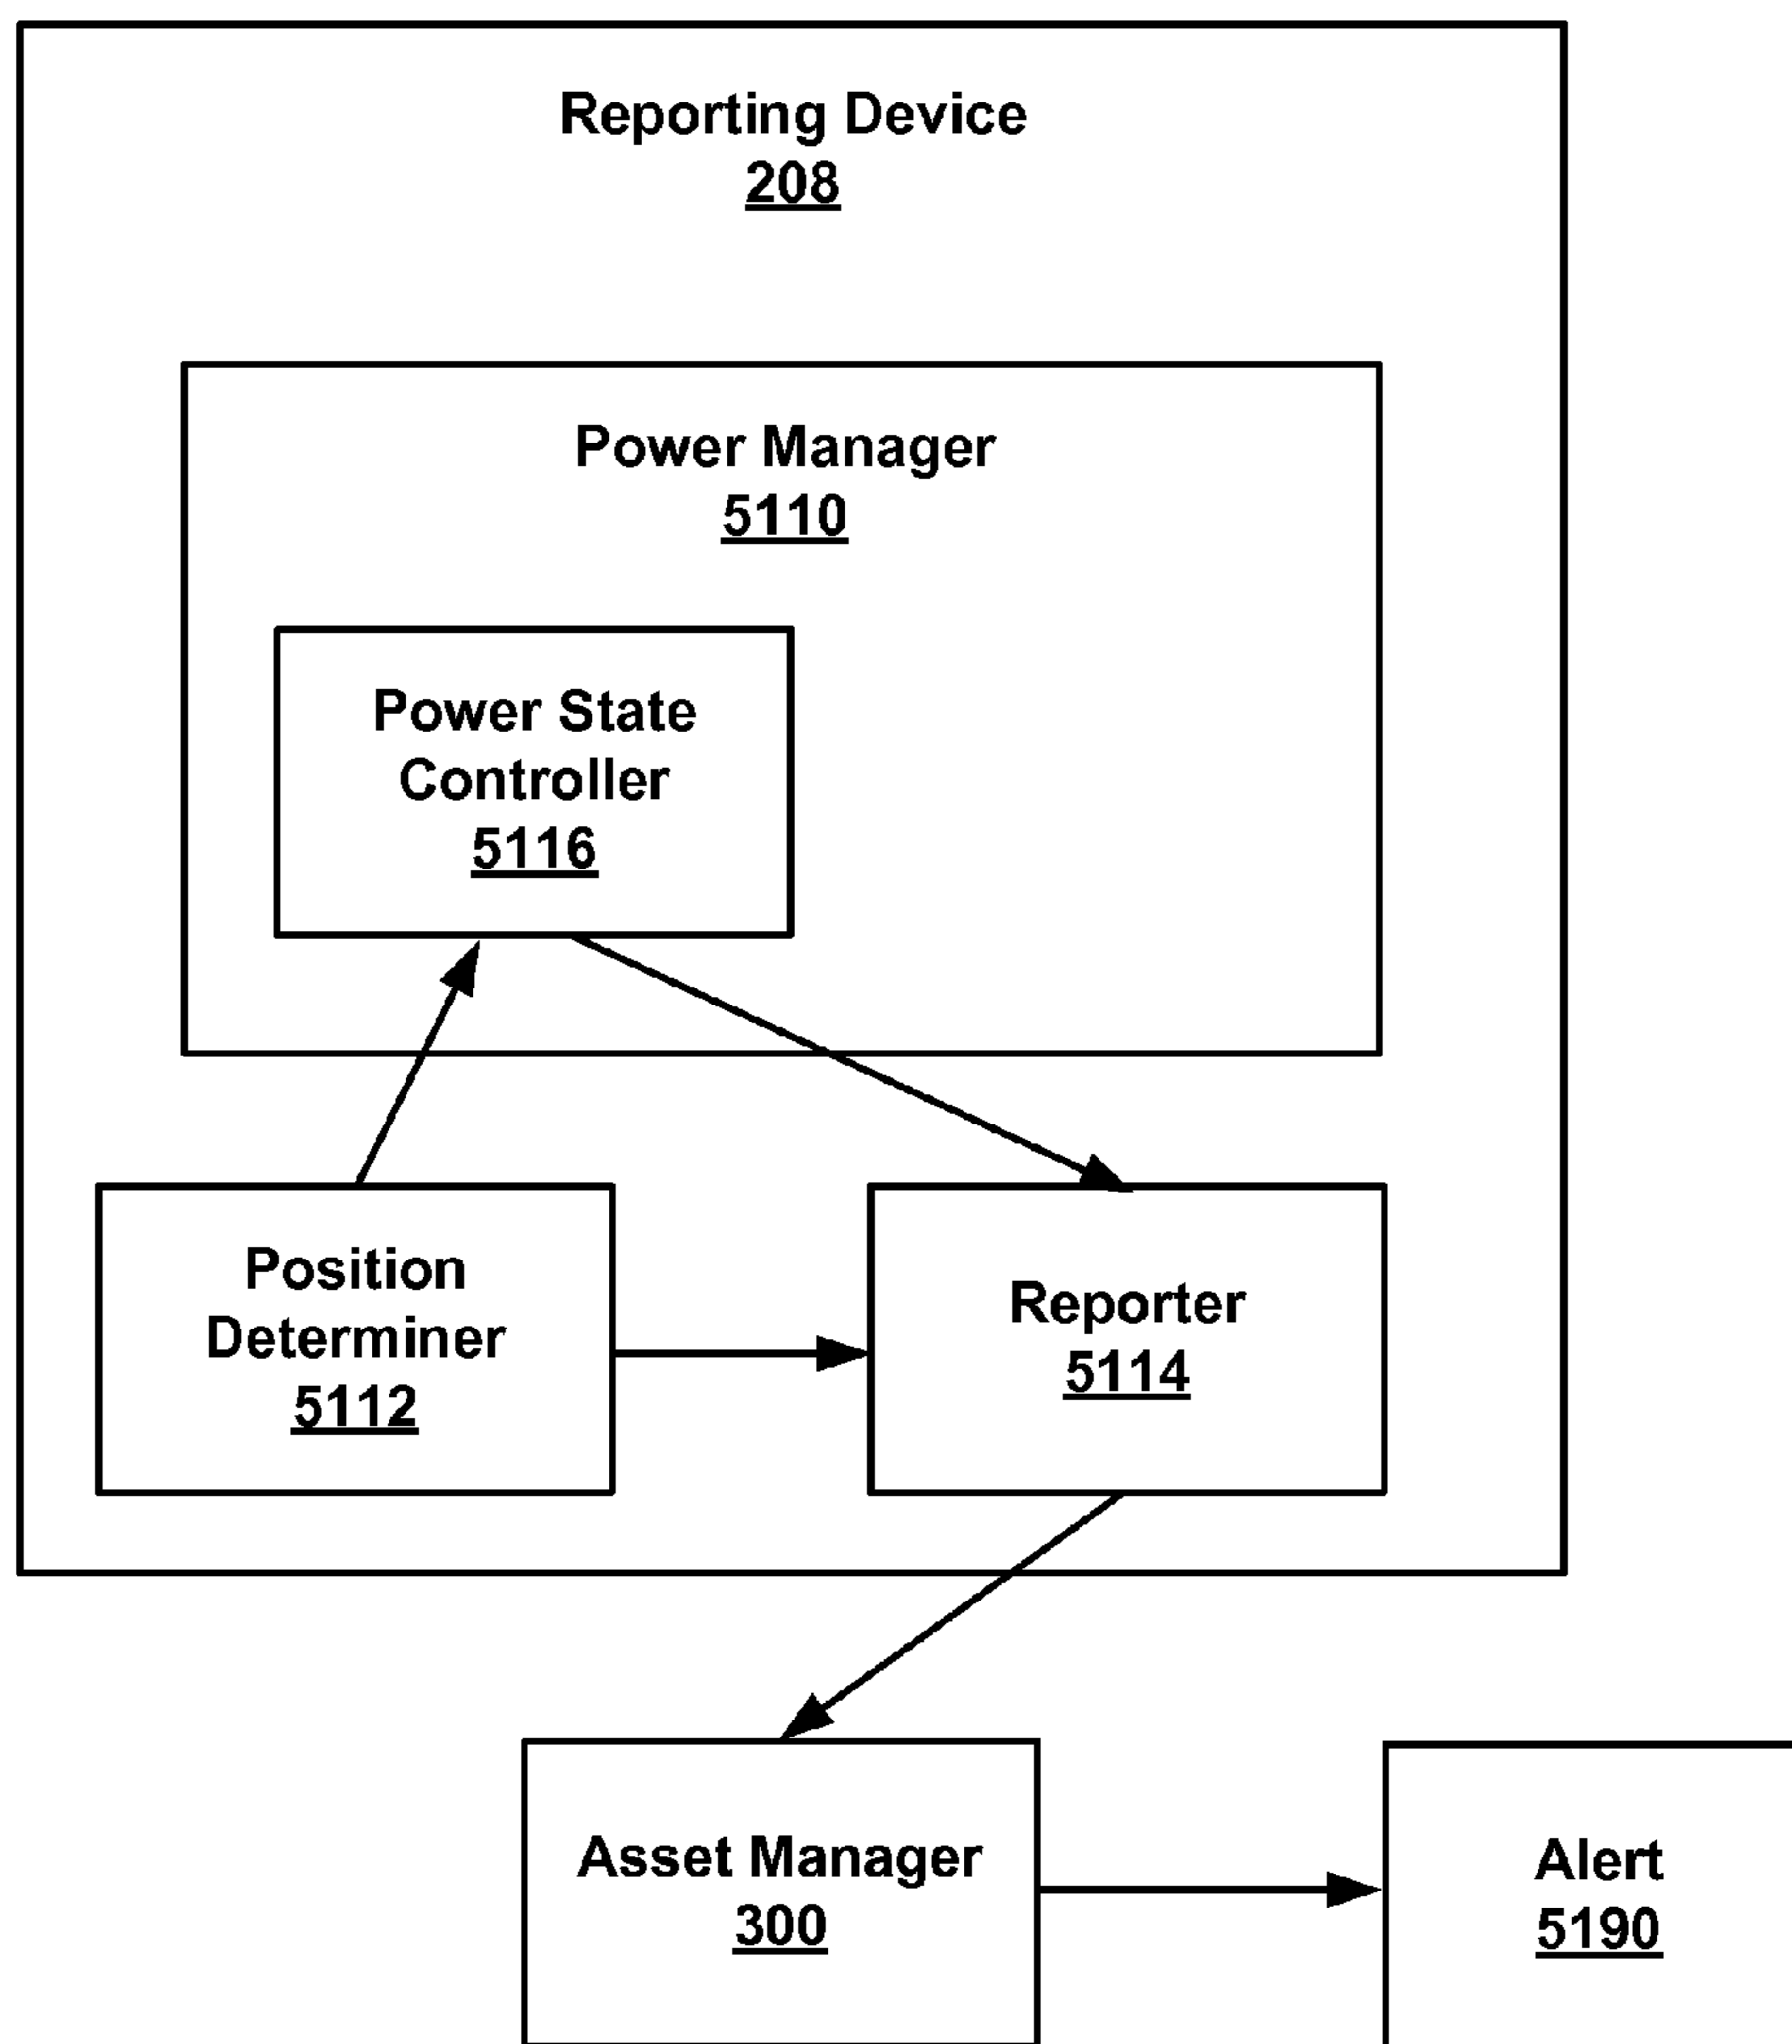 Reporting Device
208
Power Manager
5110
Power State
Controller
5116
Position
Determiner
5112
Reporter
5114
Asset Manager
300
Alert
5190